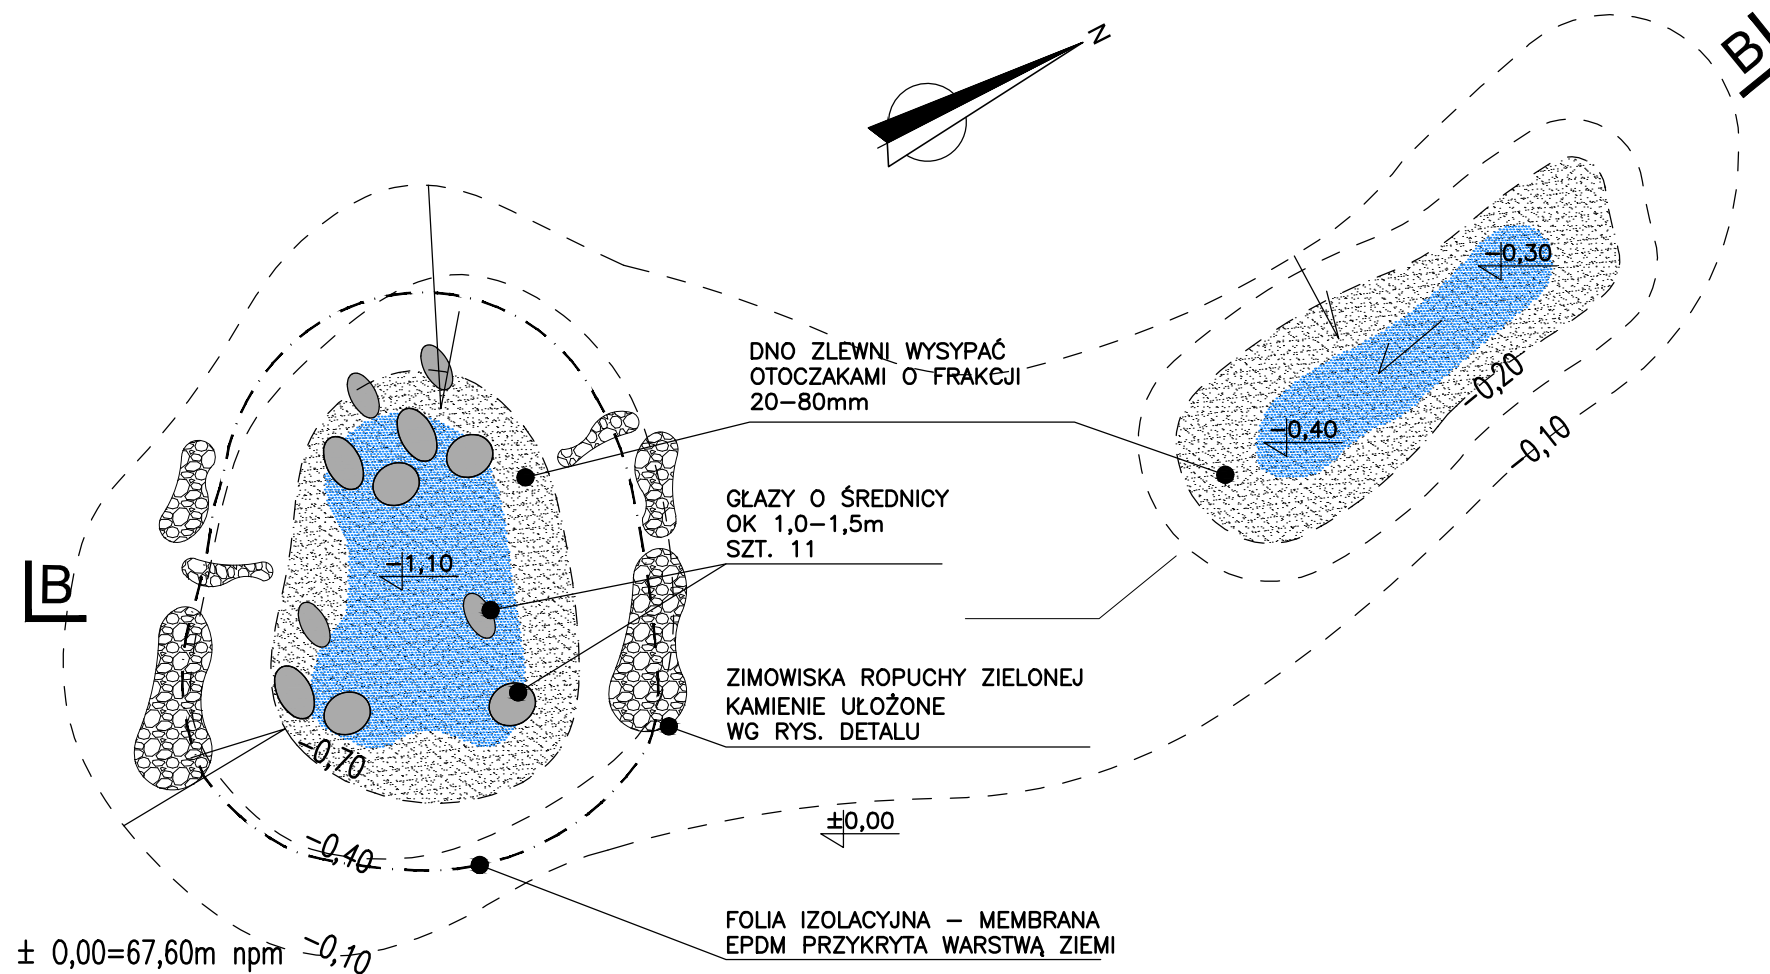 N
B
-0,30
DNO ZLEWNI WYSYPAĆ
OTOCZAKAMI O FRAKCJI
20-80mm
-0,20
-0,40
-0,10
GŁAZY O ŚREDNICY
OK 1,0-1,5m
SZT. 11
-1,10
B
ZIMOWISKA ROPUCHY ZIELONEJ
KAMIENIE UŁOŻONE
WG RYS. DETALU
-0,70
±0,00
-0,40
FOLIA IZOLACYJNA - MEMBRANA
EPDM PRZYKRYTA WARSTWĄ ZIEMI
± 0,00=67,60m npm
-0,10